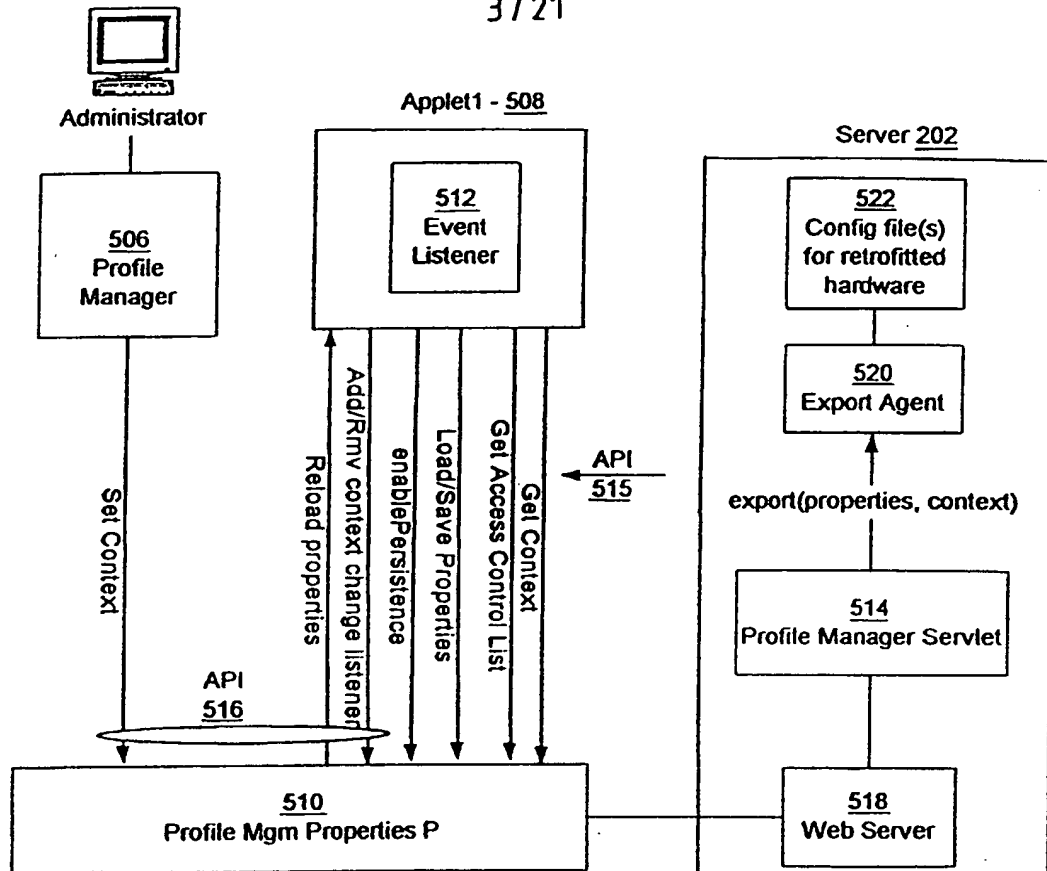 3/21
Administrator
506
Profile
Manager
Applet1 - 508
512
Event
Listener
Server 202
522
Config file(s)
for retrofitted
hardware
520
Export Agent
export(properties, context)
514
Profile Manager Servlet
518
Web Server
Set Context
Reload properties
Add/Rmv context change listener
enablePersistence
Load/Save Properties
Get Access Control List
Get Context
API
515
API
516
510
Profile Mgm Properties P